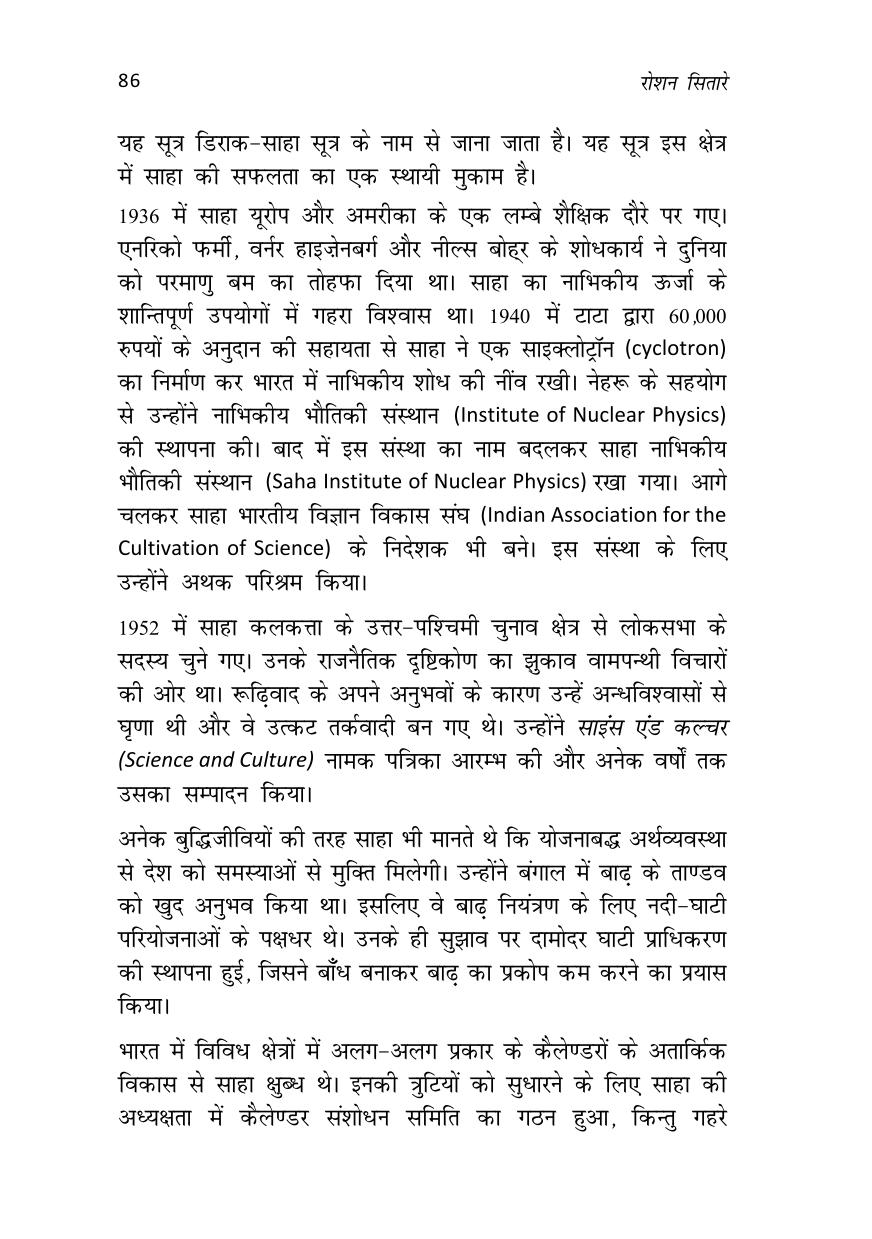 86
रोशन सितारे
यह सूत्र डिराक-साहा सूत्र के नाम से जाना जाता है। यह सूत्र इस क्षेत्र
में साहा की सफलता का एक स्थायी मुकाम है।
1936 में साहा यूरोप और अमरीका के एक लम्बे शैक्षिक दौरे पर गए।
एनरिको फर्मी, वर्नर हाइज़ेनबर्ग और नील्स बोह्र के शोधकार्य ने दुनिया
को परमाणु बम का तोहफा दिया था। साहा का नाभिकीय ऊर्जा के
शान्तिपूर्ण उपयोगों में गहरा विश्वास था। 1940 में टाटा द्वारा 60,000
रुपयों के अनुदान की सहायता से साहा ने एक साइक्लोट्रॉन (cyclotron)
का निर्माण कर भारत में नाभिकीय शोध की नींव रखी। नेहरू के सहयोग
से उन्होंने नाभिकीय भौतिकी संस्थान (Institute of Nuclear Physics)
की स्थापना की। बाद में इस संस्था का नाम बदलकर साहा नाभिकीय
भौतिकी संस्थान (Saha Institute of Nuclear Physics) रखा गया। आगे
चलकर साहा भारतीय विज्ञान विकास संघ (Indian Association for the
Cultivation of Science) के निदेशक भी बने। इस संस्था के लिए
उन्होंने अथक परिश्रम किया।
1952 में साहा कलकत्ता के उत्तर-पश्चिमी चुनाव क्षेत्र से लोकसभा के
सदस्य चुने गए। उनके राजनैतिक दृष्टिकोण का झुकाव वामपन्थी विचारों
की ओर था। रूढ़िवाद के अपने अनुभवों के कारण उन्हें अन्धविश्वासों से
घृणा थी और वे उत्कट तर्कवादी बन गए थे। उन्होंने साइंस एंड कल्चर
(Science and Culture) नामक पत्रिका आरम्भ की और अनेक वर्षों तक
उसका सम्पादन किया।
अनेक बुद्धिजीवियों की तरह साहा भी मानते थे कि योजनाबद्ध अर्थव्यवस्था
से देश को समस्याओं से मुक्ति मिलेगी। उन्होंने बंगाल में बाढ़ के ताण्डव
को खुद अनुभव किया था। इसलिए वे बाढ़ नियंत्रण के लिए नदी-घाटी
परियोजनाओं के पक्षधर थे। उनके ही सुझाव पर दामोदर घाटी प्राधिकरण
की स्थापना हुई, जिसने बाँध बनाकर बाढ़ का प्रकोप कम करने का प्रयास
किया।
भारत में विविध क्षेत्रों में अलग-अलग प्रकार के कैलेण्डरों के अतार्किक
विकास से साहा क्षुब्ध थे। इनकी त्रुटियों को सुधारने के लिए साहा की
अध्यक्षता में कैलेण्डर संशोधन समिति का गठन हुआ, किन्तु गहरे